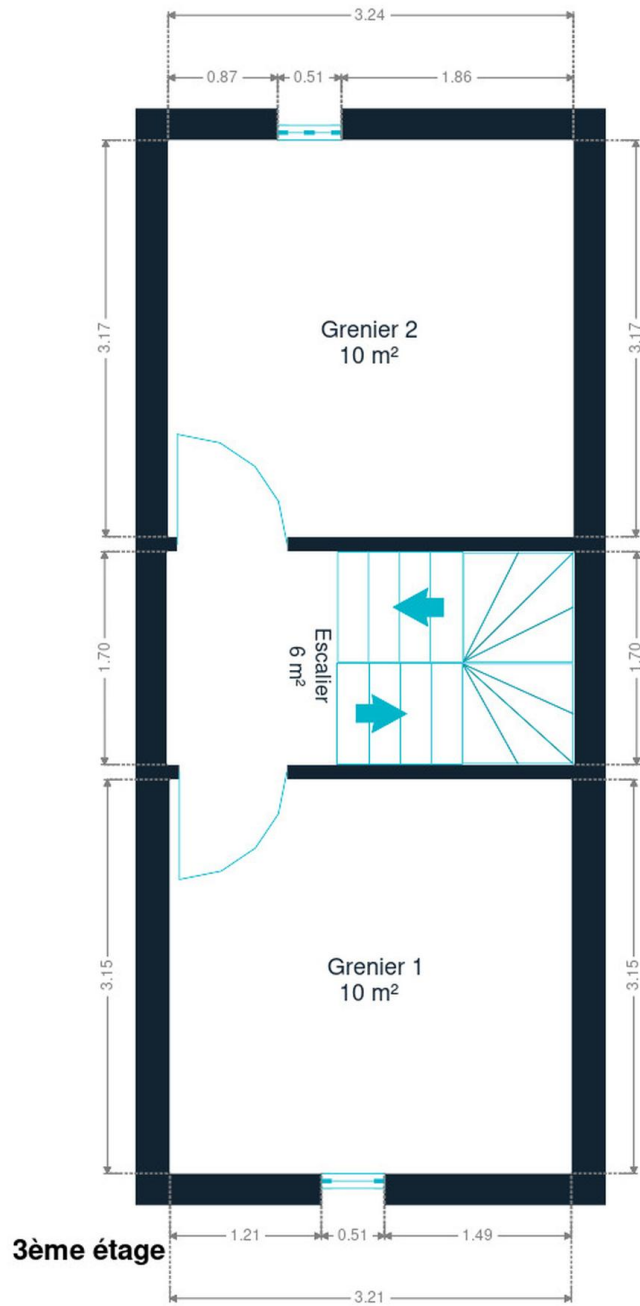 3.24
0.87
0.51
1.86
3.17
3.17
Grenier 2
10 m²
1.70
1.70
Escalier
6 m²
3.15
3.15
Grenier 1
10 m²
1.21
0.51
1.49
3ème étage
3.21